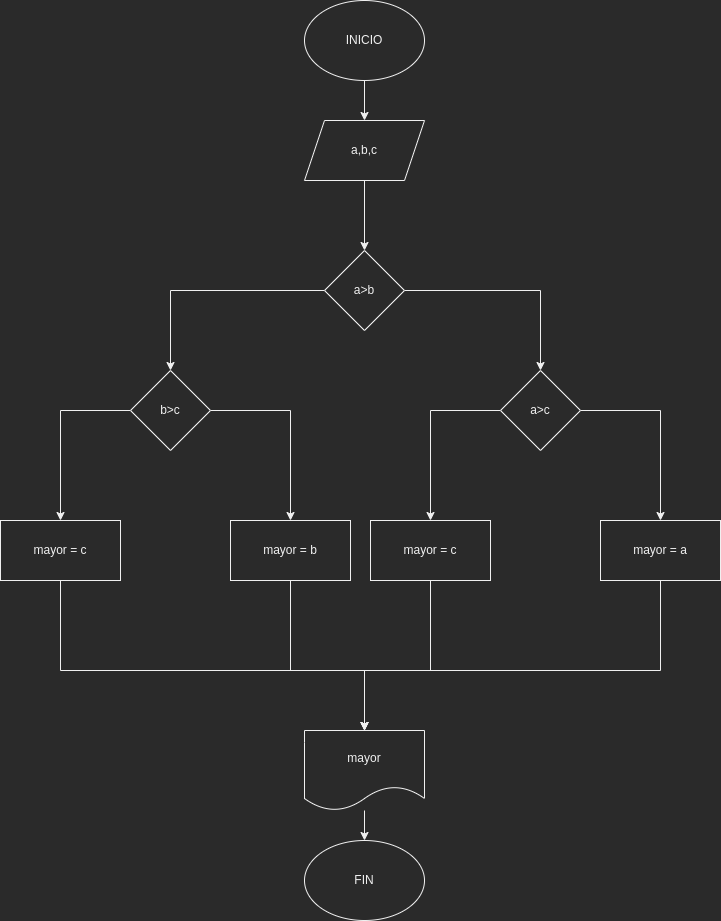 INICIO
a,b,c
a>b
b>c
a>c
mayor = c
mayor = b
mayor = c
mayor = a
mayor
FIN